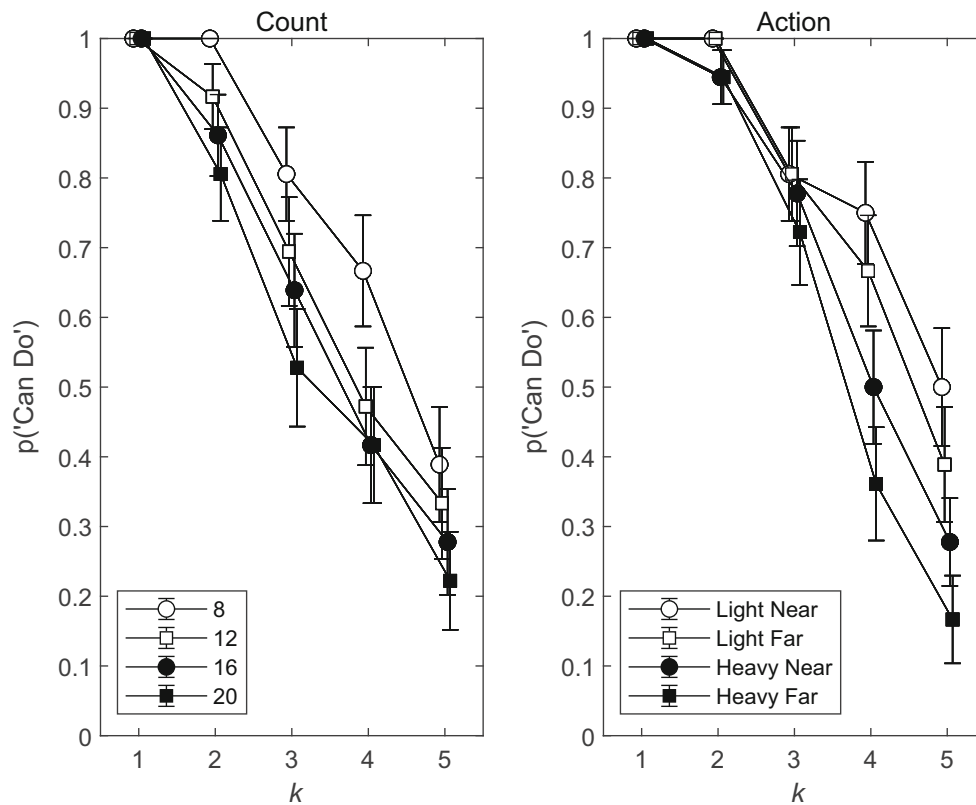 Count
1
0.9
0.8
0.7
0.6
0.5
0.4
0.3
0.2
0.1
0
p('Can Do')
8
12
16
20
1 2 3 4 5
k
Action
1
0.9
0.8
0.7
0.6
0.5
0.4
0.3
0.2
0.1
0
p('Can Do')
Light Near
Light Far
Heavy Near
Heavy Far
1 2 3 4 5
k